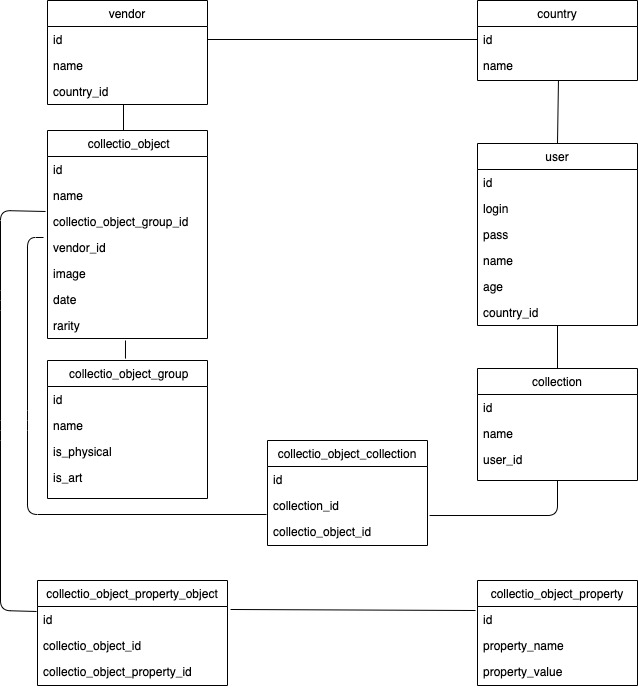 vendor
id
name
country_id
country
id
name
collectio_object
id
name
collectio_object_group_id
vendor_id
image
date
rarity
user
id
login
pass
name
age
country_id
collectio_object_group
id
name
is_physical
is_art
collection
id
name
user_id
collectio_object_collection
id
collection_id
collectio_object_id
collectio_object_property_object
id
collectio_object_id
collectio_object_property_id
collectio_object_property
id
property_name
property_value